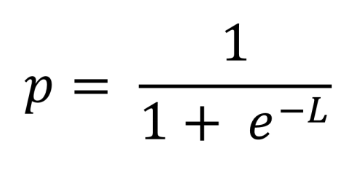 p = 1 / (1 + e^{-L})